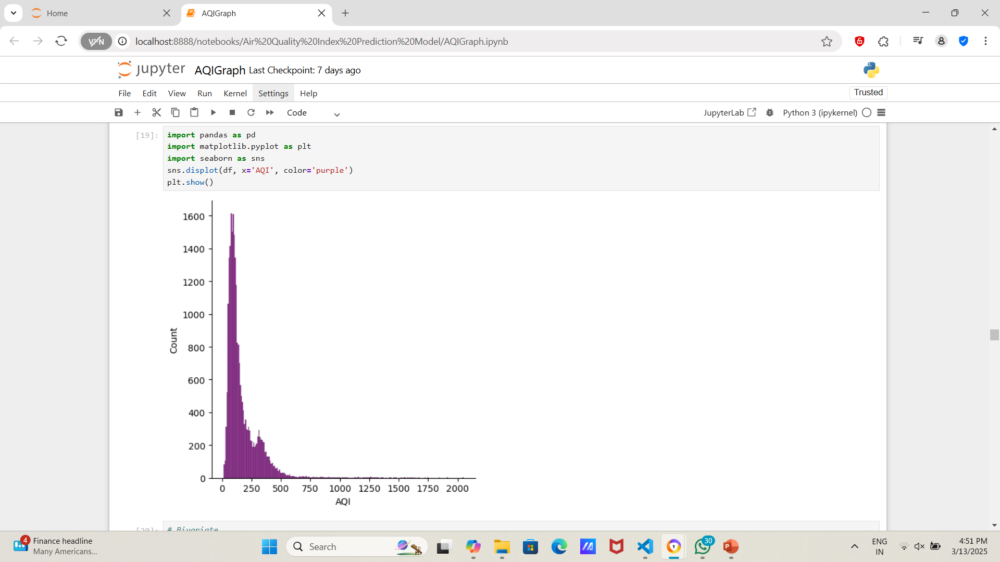 Home
AQIGraph
VPN
localhost:8888/notebooks/Air%20Quality%20Index%20Prediction%20Model/AQIGraph.ipynb
jupyter AQIGraph Last Checkpoint: 7 days ago
File Edit View Run Kernel Settings Help
Trusted
Code
JupyterLab
Python 3 (ipykernel)
[19]:
import pandas as pd
import matplotlib.pyplot as plt
import seaborn as sns
sns.displot(df, x='AQI', color='purple')
plt.show()
1600
1400
1200
1000
800
600
400
200
0
Count
0 250 500 750 1000 1250 1500 1750 2000
AQI
[20]:
# Bivariate
4
Finance headline
Many Americans...
Search
30
ENG
IN
4:51 PM
3/13/2025